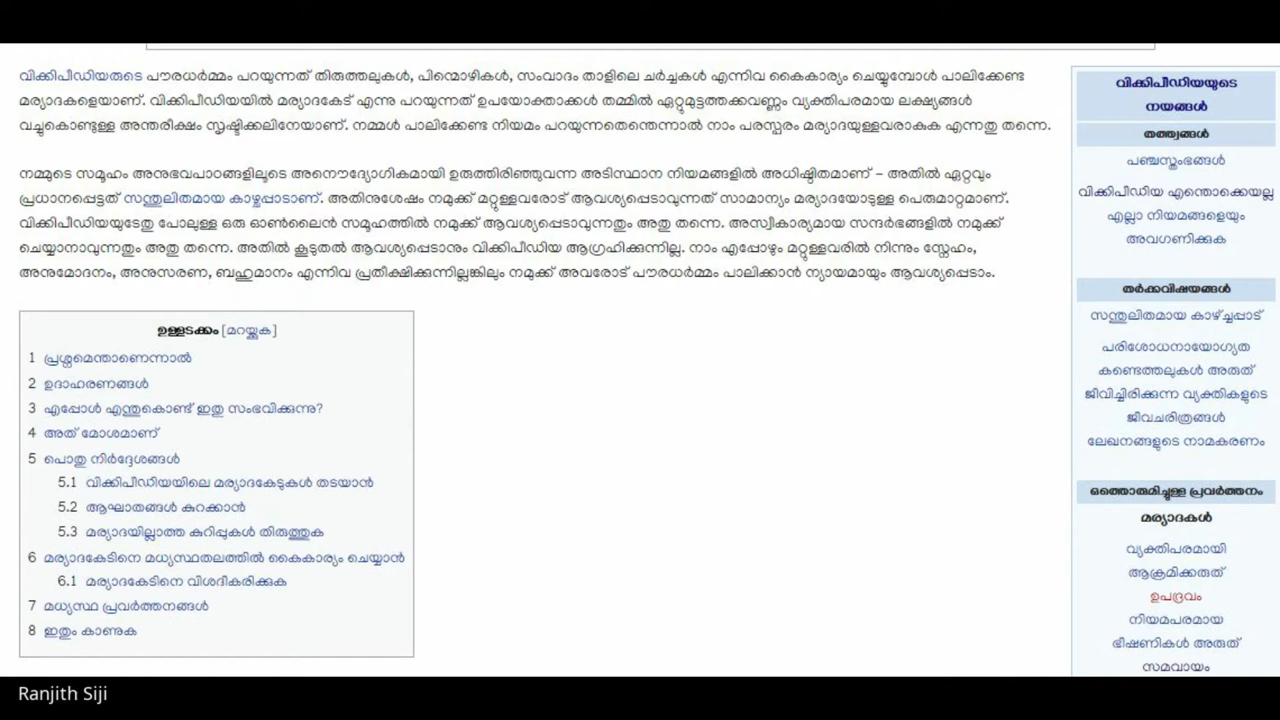 വിക്കിപീഡിയരുടെ പൗരധർമ്മം പറയുന്നത് തിരുത്തലുകൾ, പിന്മൊഴികൾ, സംവാദം താളിലെ ചർച്ചകൾ എന്നിവ കൈകാര്യം ചെയ്യുമ്പോൾ പാലിക്കേണ്ട
മര്യാദകളെയാണ്. വിക്കിപീഡിയയിൽ മര്യാദകേട് എന്നു പറയുന്നത് ഉപയോക്താക്കൾ തമ്മിൽ ഏറ്റുമുട്ടത്തക്കവണ്ണം വ്യക്തിപരമായ ലക്ഷ്യങ്ങൾ
വച്ചുകൊണ്ടുള്ള അന്തരീക്ഷം സൃഷ്ടിക്കലിനേയാണ്. നമ്മൾ പാലിക്കേണ്ട നിയമം പറയുന്നതെന്തെന്നാൽ നാം പരസ്പരം മര്യാദയുള്ളവരാകുക എന്നതു തന്നെ.
നമ്മുടെ സമൂഹം അനുഭവപാഠങ്ങളിലൂടെ അനൌദ്യോഗികമായി ഉരുത്തിരിഞ്ഞുവന്ന അടിസ്ഥാന നിയമങ്ങളിൽ അധിഷ്ഠിതമാണ് – അതിൽ ഏറ്റവും
പ്രധാനപ്പെട്ടത് സന്തുലിതമായ കാഴ്ചപ്പാടാണ്. അതിനുശേഷം നമുക്ക് മറ്റുള്ളവരോട് ആവശ്യപ്പെടാവുന്നത് സാമാന്യം മര്യാദയോടുള്ള പെരുമാറ്റമാണ്.
വിക്കിപീഡിയയുടേതു പോലുള്ള ഒരു ഓൺലൈൻ സമൂഹത്തിൽ നമുക്ക് ആവശ്യപ്പെടാവുന്നതും അതു തന്നെ. അസ്വീകാര്യമായ സന്ദർഭങ്ങളിൽ നമുക്ക്
ചെയ്യാനാവുന്നതും അതു തന്നെ. അതിൽ കൂടുതൽ ആവശ്യപ്പെടാനും വിക്കിപീഡിയ ആഗ്രഹിക്കുന്നില്ല. നാം എപ്പോഴും മറ്റുള്ളവരിൽ നിന്നും സ്നേഹം,
അനുമോദനം, അനുസരണ, ബഹുമാനം എന്നിവ പ്രതീക്ഷിക്കുന്നില്ലങ്കിലും നമുക്ക് അവരോട് പൗരധർമ്മം പാലിക്കാൻ ന്യായമായും ആവശ്യപ്പെടാം.
ഉള്ളടക്കം [മറയ്ക്കുക]
1 പ്രശ്നമെന്താണെന്നാൽ
2 ഉദാഹരണങ്ങൾ
3 എപ്പോൾ എന്തുകൊണ്ട് ഇതു സംഭവിക്കുന്നു?
4 അത് മോശമാണ്
5 പൊതു നിർദ്ദേശങ്ങൾ
5.1 വിക്കിപീഡിയയിലെ മര്യാദകേടുകൾ തടയാൻ
5.2 ആഘാതങ്ങൾ കുറക്കാൻ
5.3 മര്യാദയില്ലാത്ത കുറിപ്പുകൾ തിരുത്തുക
6 മര്യാദകേടിനെ മധ്യസ്ഥതലത്തിൽ കൈകാര്യം ചെയ്യാൻ
6.1 മര്യാദകേടിനെ വിശദീകരിക്കുക
7 മധ്യസ്ഥ പ്രവർത്തനങ്ങൾ
8 ഇതും കാണുക
വിക്കിപീഡിയയുടെ
നയങ്ങൾ
തത്ത്വങ്ങൾ
പഞ്ചസ്തംഭങ്ങൾ
വിക്കിപീഡിയ എന്തൊക്കെയല്ല
എല്ലാ നിയമങ്ങളെയും
അവഗണിക്കുക
തർക്കവിഷയങ്ങൾ
സന്തുലിതമായ കാഴ്ച്ചപ്പാട്
പരിശോധനായോഗ്യത
കണ്ടെത്തലുകൾ അരുത്
ജീവിച്ചിരിക്കുന്ന വ്യക്തികളുടെ
ജീവചരിത്രങ്ങൾ
ലേഖനങ്ങളുടെ നാമകരണം
ഒത്തൊരുമിച്ചുള്ള പ്രവർത്തനം
മര്യാദകൾ
വ്യക്തിപരമായി
ആക്രമിക്കരുത്
ഉപദ്രവം
നിയമപരമായ
ഭീഷണികൾ അരുത്
സമവായം
Ranjith Siji